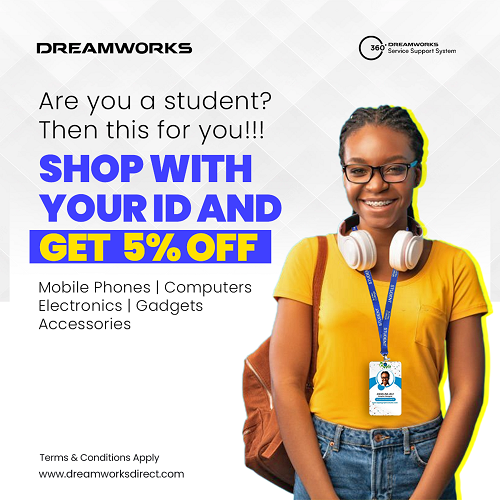 DREAMWORKS
360° DREAMWORKS
Service Support System
Are you a student?
Then this for you!!!
SHOP WITH
YOUR ID AND
GET 5% OFF
Mobile Phones | Computers
Electronics | Gadgets
Accessories
STUDENT
Terms & Conditions Apply
www.dreamworksdirect.com